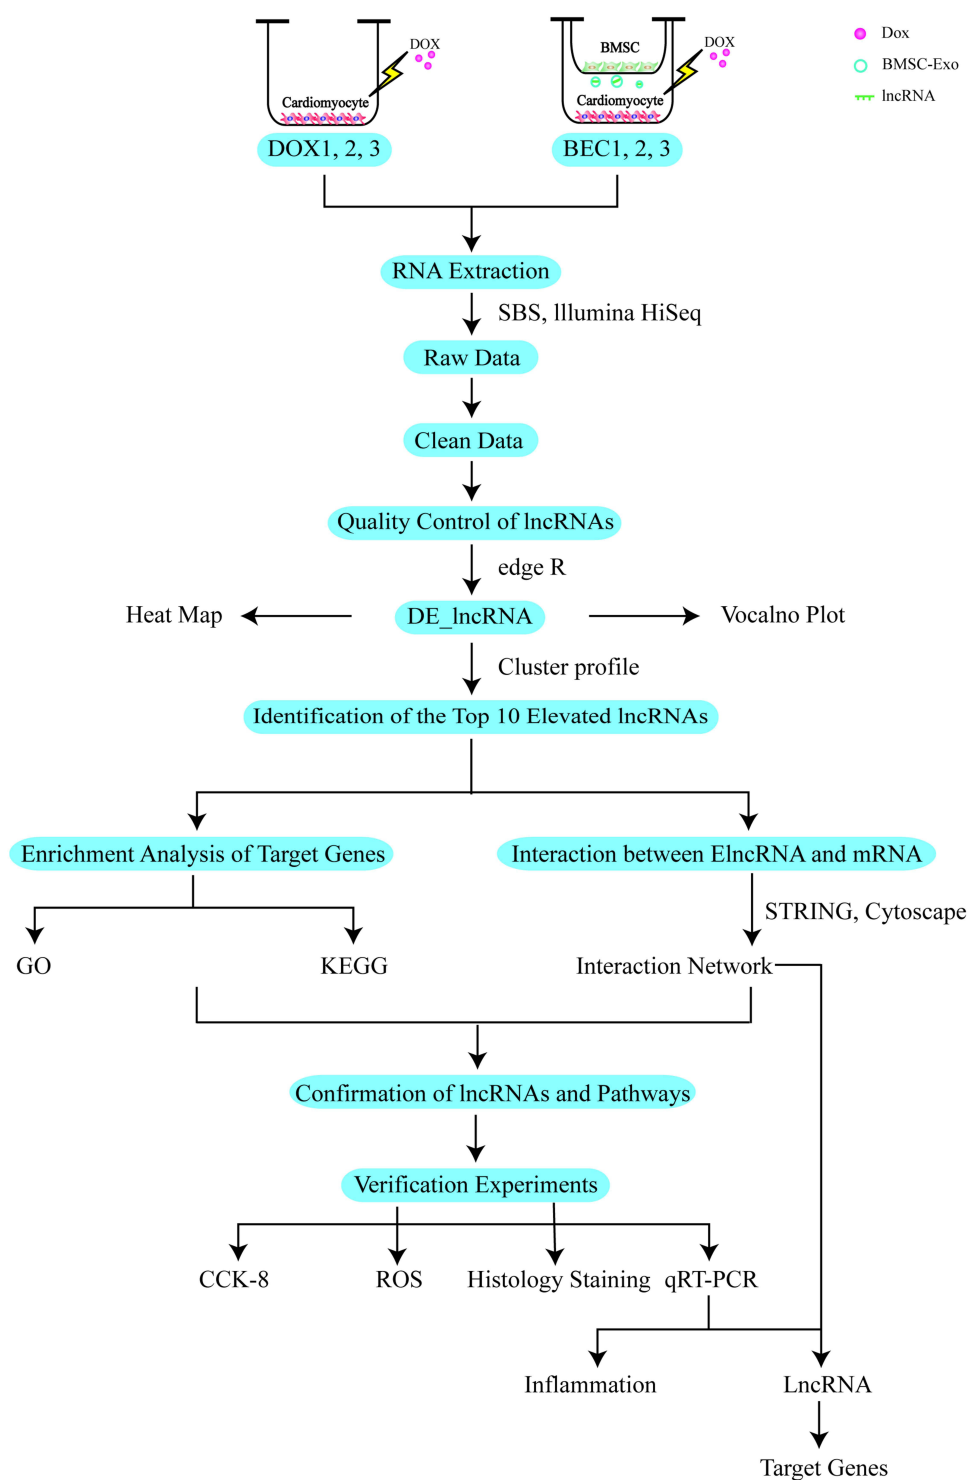 DOX
BMSC
DOX
Dox
BMSC-Exo
lncRNA
Cardiomyocyte
Cardiomyocyte
DOX1, 2, 3
BEC1, 2, 3
RNA Extraction
SBS, lllumina HiSeq
Raw Data
Clean Data
Quality Control of lncRNAs
edge R
Heat Map
DE_lncRNA
Vocalno Plot
Cluster profile
Identification of the Top 10 Elevated lncRNAs
Enrichment Analysis of Target Genes
Interaction between ElncRNA and mRNA
STRING, Cytoscape
GO
KEGG
Interaction Network
Confirmation of lncRNAs and Pathways
Verification Experiments
CCK-8
ROS
Histology Staining
qRT-PCR
Inflammation
LncRNA
Target Genes